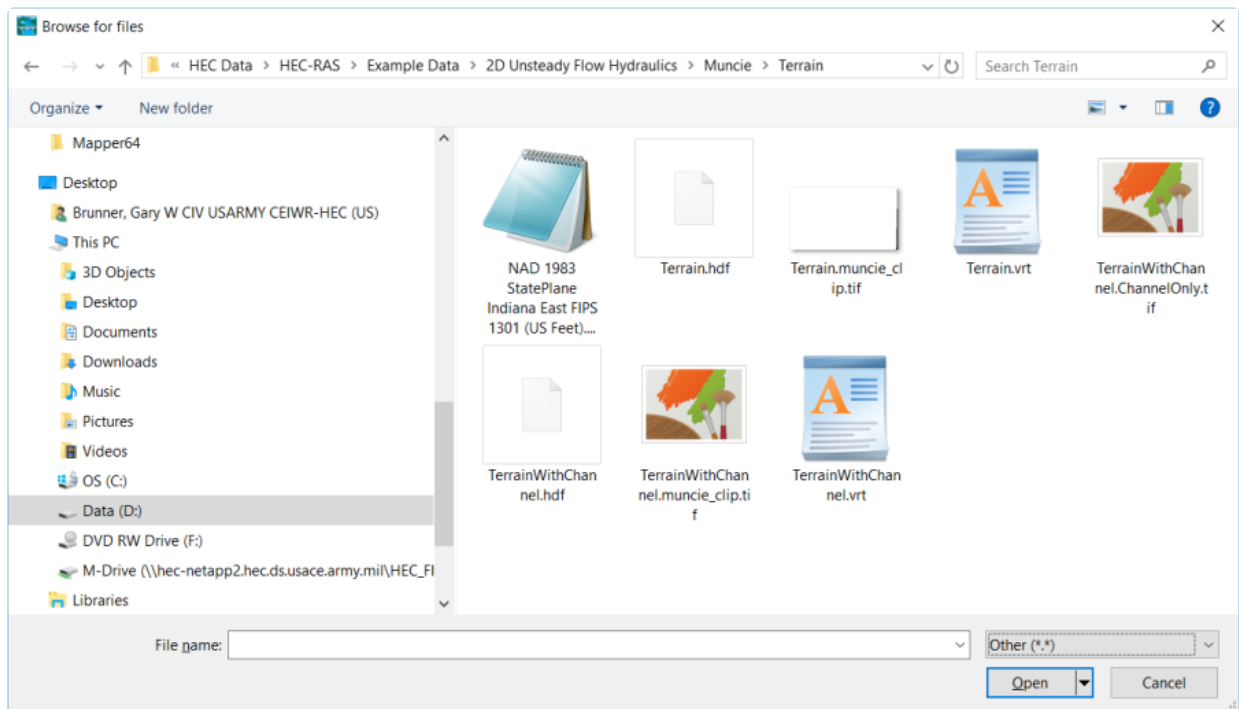 Browse for files
« HEC Data > HEC-RAS > Example Data > 2D Unsteady Flow Hydraulics > Muncie > Terrain
Search Terrain
Organize
New folder
?
Mapper64
Desktop
Brunner, Gary W CIV USARMY CEIWR-HEC (US)
This PC
3D Objects
Desktop
Documents
Downloads
Music
Pictures
Videos
OS (C:)
Data (D:)
DVD RW Drive (F:)
M-Drive (\\hec-netapp2.hec.ds.usace.army.mil\HEC_FI
Libraries
NAD 1983
StatePlane
Indiana East FIPS
1301 (US Feet)....
Terrain.hdf
Terrain.muncie_cl
ip.tif
Terrain.vrt
TerrainWithChan
nel.ChannelOnly.t
if
TerrainWithChan
nel.hdf
TerrainWithChan
nel.muncie_clip.ti
f
TerrainWithChan
nel.vrt
File name:
Other (*.*)
Open
Cancel